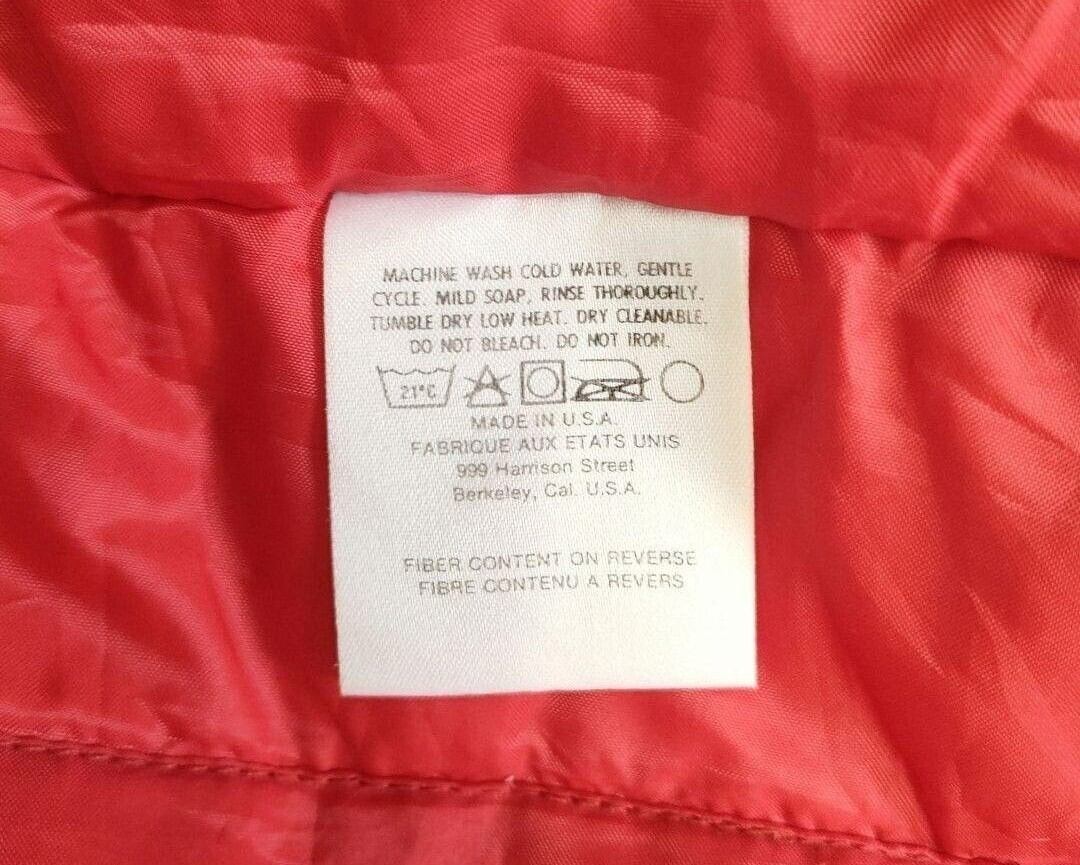 MACHINE WASH COLD WATER, GENTLE
CYCLE. MILD SOAP, RINSE THOROUGHLY.
TUMBLE DRY LOW HEAT. DRY CLEANABLE.
DO NOT BLEACH. DO NOT IRON.
21°C
MADE IN U.S.A.
FABRIQUE AUX ETATS UNIS
999 Harrison Street
Berkeley, Cal. U.S.A.
FIBER CONTENT ON REVERSE
FIBRE CONTENU A REVERS